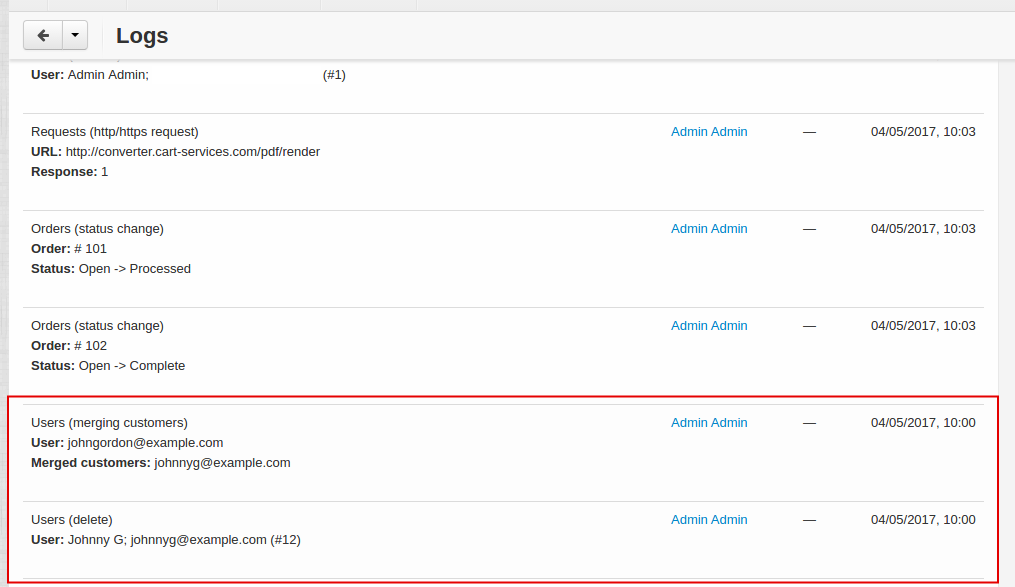 Logs
User: Admin Admin; (#1)
Requests (http/https request) Admin Admin — 04/05/2017, 10:03
URL: http://converter.cart-services.com/pdf/render
Response: 1
Orders (status change) Admin Admin — 04/05/2017, 10:03
Order: # 101
Status: Open -> Processed
Orders (status change) Admin Admin — 04/05/2017, 10:03
Order: # 102
Status: Open -> Complete
Users (merging customers) Admin Admin — 04/05/2017, 10:00
User: johngordon@example.com
Merged customers: johnnyg@example.com
Users (delete) Admin Admin — 04/05/2017, 10:00
User: Johnny G; johnnyg@example.com (#12)